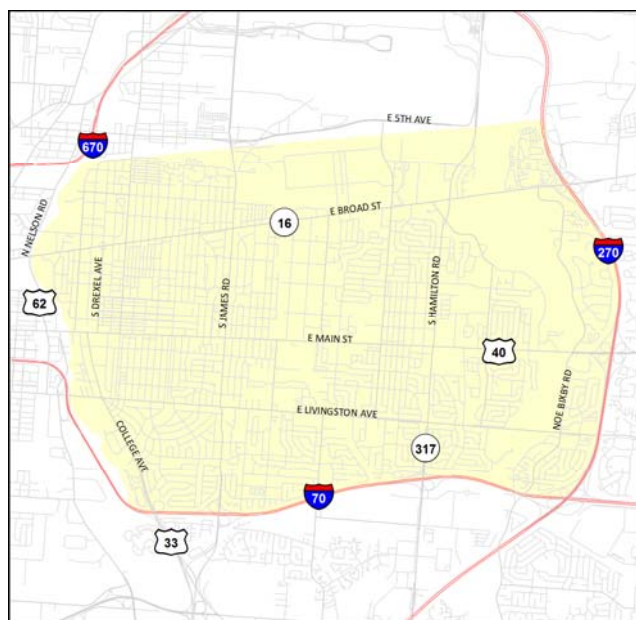 E 5TH AVE
670
E BROAD ST
16
N NELSON RD
270
S DREXEL AVE
S JAMES RD
S HAMILTON RD
62
E MAIN ST
40
NOE BIXBY RD
E LIVINGSTON AVE
COLLEGE AVE
317
70
33